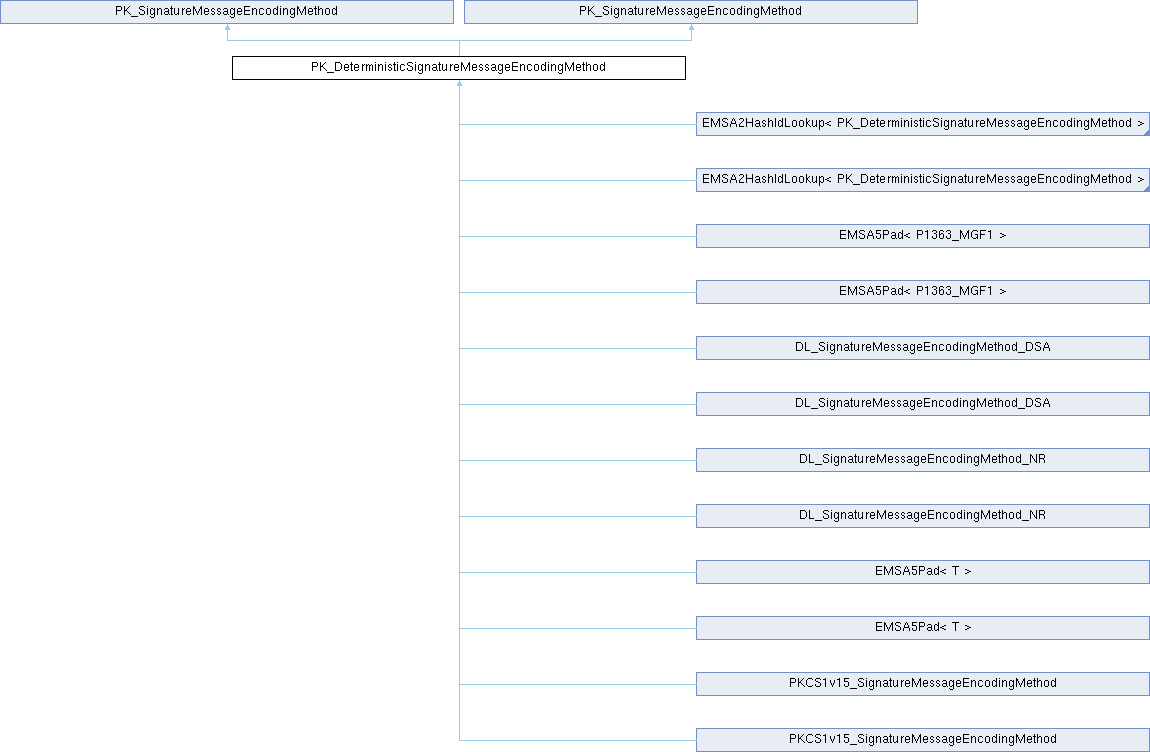 PK_SignatureMessageEncodingMethod
PK_SignatureMessageEncodingMethod
PK_DeterministicSignatureMessageEncodingMethod
EMSA2HashIdLookup< PK_DeterministicSignatureMessageEncodingMethod >
EMSA2HashIdLookup< PK_DeterministicSignatureMessageEncodingMethod >
EMSA5Pad< P1363_MGF1 >
EMSA5Pad< P1363_MGF1 >
DL_SignatureMessageEncodingMethod_DSA
DL_SignatureMessageEncodingMethod_DSA
DL_SignatureMessageEncodingMethod_NR
DL_SignatureMessageEncodingMethod_NR
EMSA5Pad< T >
EMSA5Pad< T >
PKCS1v15_SignatureMessageEncodingMethod
PKCS1v15_SignatureMessageEncodingMethod